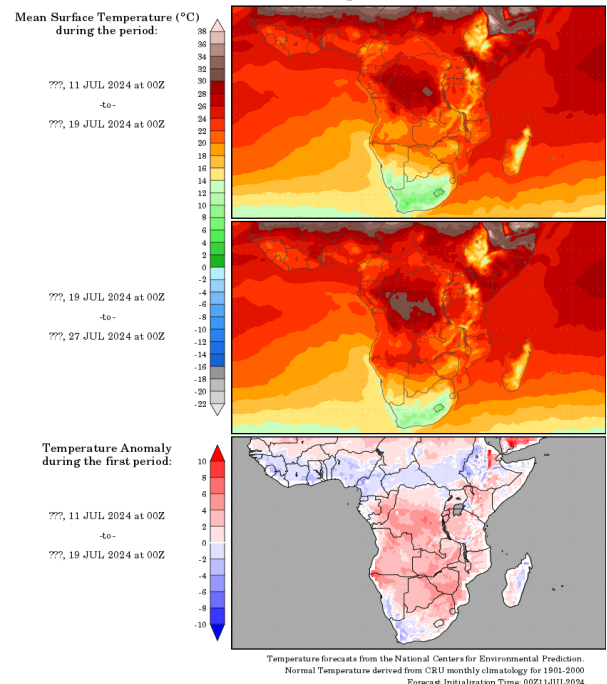 Mean Surface Temperature (°C)
during the period:
38
36
34
32
30
28
26
24
22
20
18
16
14
12
10
8
6
4
2
0
-2
-4
-6
-8
-10
-12
-14
-16
-18
-20
-22
???, 11 JUL 2024 at 00Z
-to-
???, 19 JUL 2024 at 00Z
???, 19 JUL 2024 at 00Z
-to-
???, 27 JUL 2024 at 00Z
Temperature Anomaly
during the first period:
10
8
6
4
2
0
-2
-4
-6
-8
-10
???, 11 JUL 2024 at 00Z
-to-
???, 19 JUL 2024 at 00Z
Temperature forecasts from the National Centers for Environmental Prediction.
Normal Temperature derived from CRU monthly climatology for 1901-2000
Forecast Initialization Time: 00Z11JUL2024